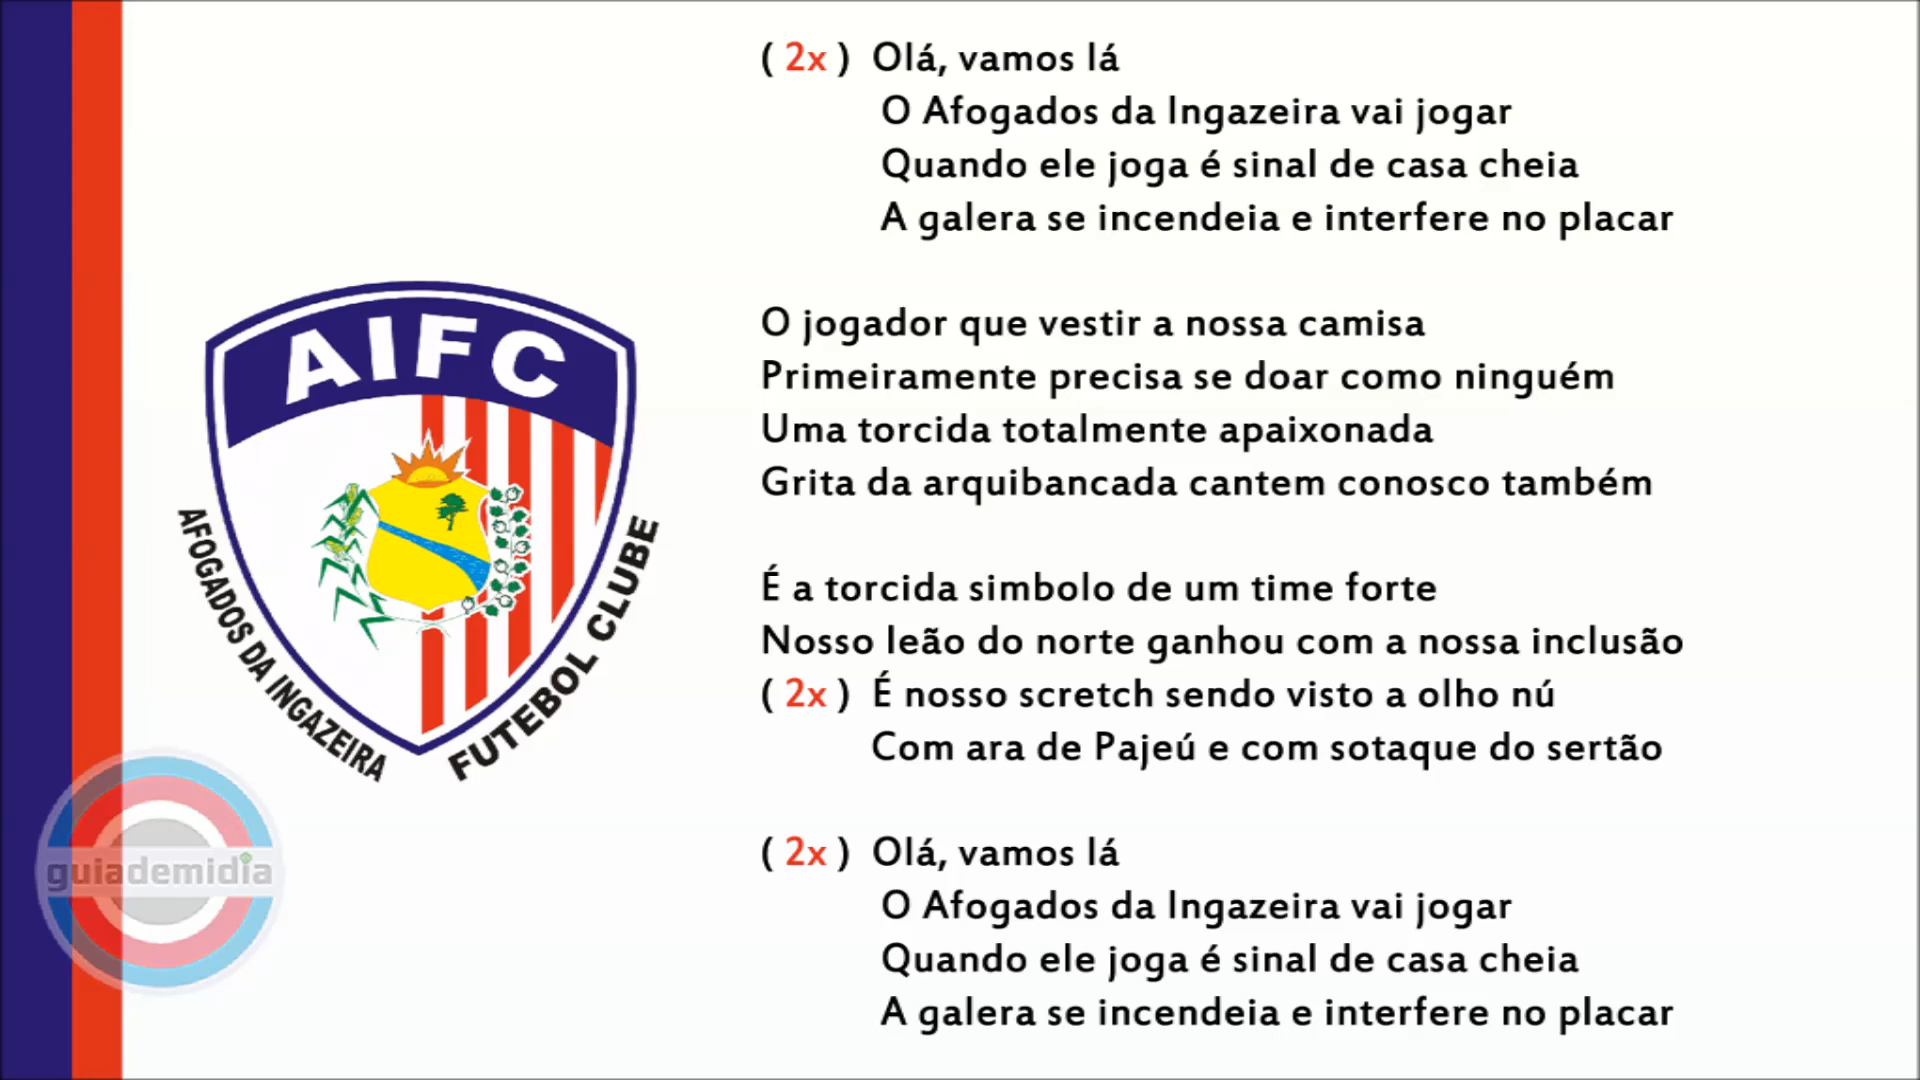 ( 2x ) Olá, vamos lá
O Afogados da Ingazeira vai jogar
Quando ele joga é sinal de casa cheia
A galera se incendeia e interfere no placar
O jogador que vestir a nossa camisa
Primeiramente precisa se doar como ninguém
Uma torcida totalmente apaixonada
Grita da arquibancada cantem conosco também
É a torcida simbolo de um time forte
Nosso leão do norte ganhou com a nossa inclusão
( 2x ) É nosso scretch sendo visto a olho nú
Com ara de Pajeú e com sotaque do sertão
( 2x ) Olá, vamos lá
O Afogados da Ingazeira vai jogar
Quando ele joga é sinal de casa cheia
A galera se incendeia e interfere no placar
AIFC
AFOGADOS DA INGAZEIRA
FUTEBOL CLUBE
guiademidia